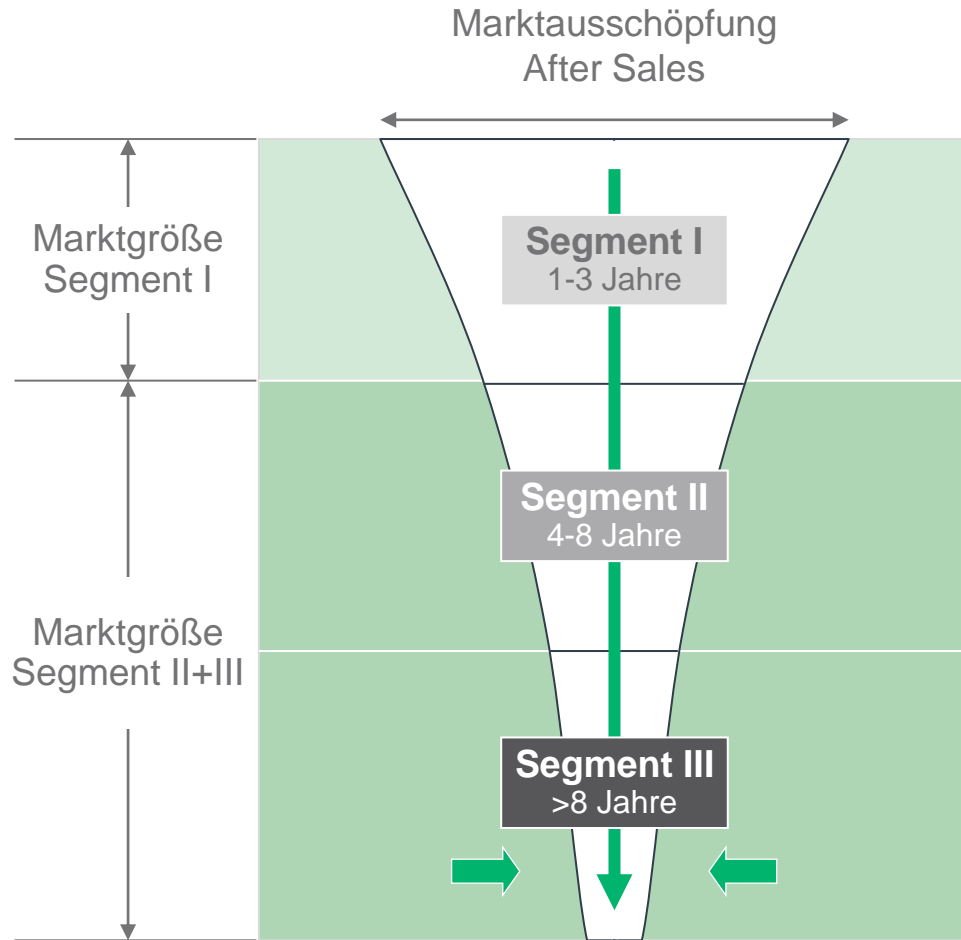 Marktausschöpfung
After Sales
Marktgröße
Segment I
Segment I
1-3 Jahre
Segment II
4-8 Jahre
Marktgröße
Segment II+III
Segment III
>8 Jahre